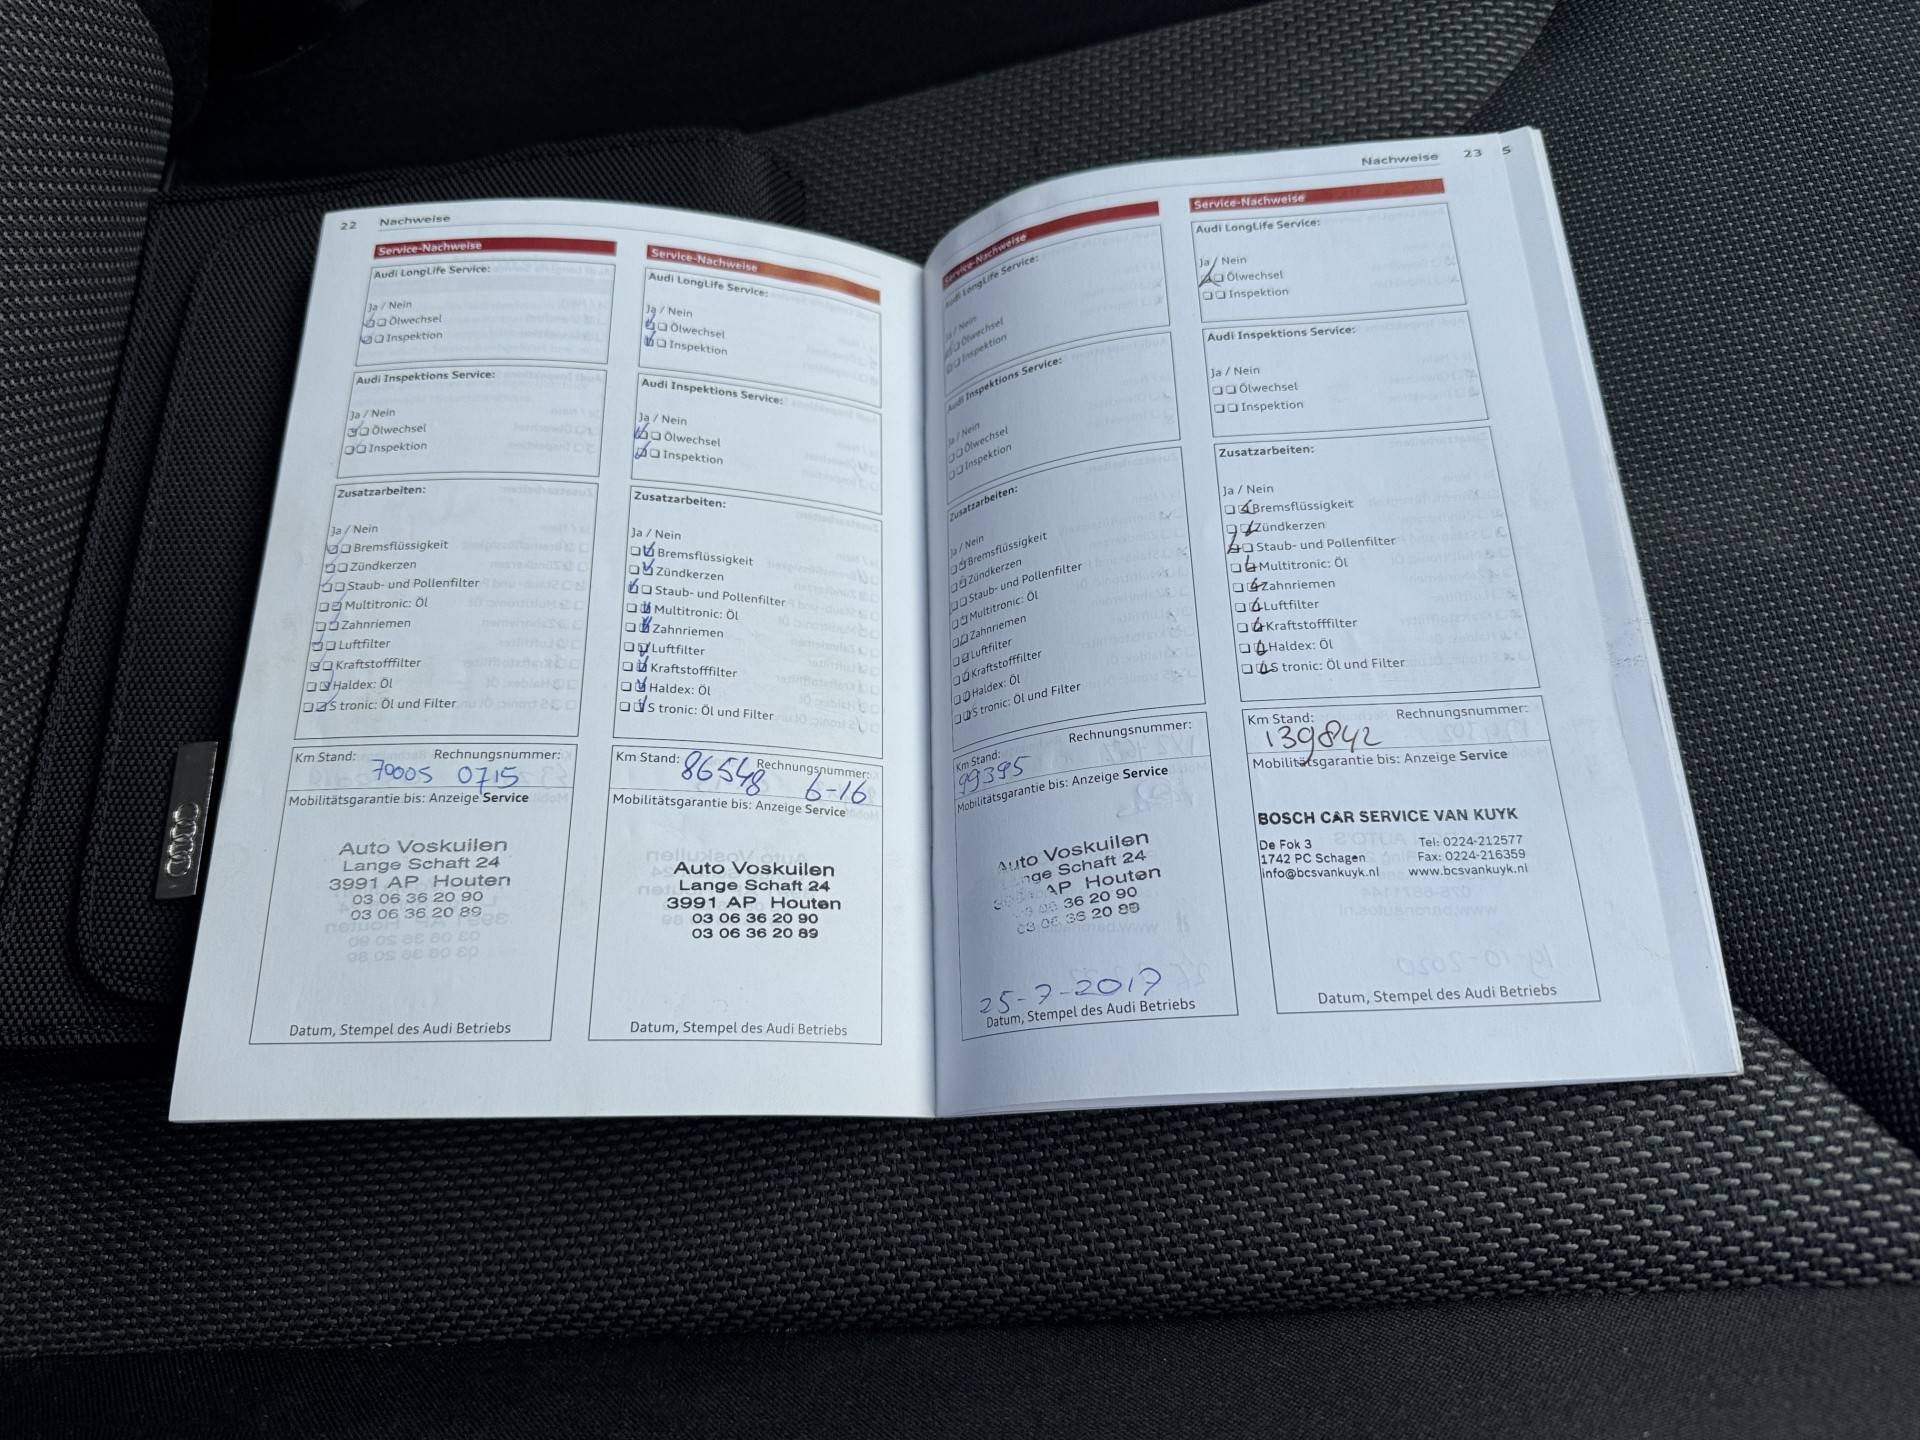 22 Nachweise
Service-Nachweise
Audi LongLife Service:
Ja / Nein
Ölwechsel
Inspektion
Audi Inspektions Service:
Ja / Nein
Ölwechsel
Inspektion
Zusatzarbeiten:
Ja / Nein
Bremsflüssigkeit
Zündkerzen
Staub- und Pollenfilter
Multitronic: Öl
Zahnriemen
Luftfilter
Kraftstofffilter
Haldex: Öl
S tronic: Öl und Filter
Km Stand: Rechnungsnummer:
70005 0715
Mobilitätsgarantie bis: Anzeige Service
Auto Voskuilen
Lange Schaft 24
3991 AP Houten
03 06 36 20 90
03 06 36 20 89
Datum, Stempel des Audi Betriebs
Service-Nachweise
Audi LongLife Service:
Ja / Nein
Ölwechsel
Inspektion
Audi Inspektions Service:
Ja / Nein
Ölwechsel
Inspektion
Zusatzarbeiten:
Ja / Nein
Bremsflüssigkeit
Zündkerzen
Staub- und Pollenfilter
Multitronic: Öl
Zahnriemen
Luftfilter
Kraftstofffilter
Haldex: Öl
S tronic: Öl und Filter
Km Stand: 86548 Rechnungsnummer:
6-16
Mobilitätsgarantie bis: Anzeige Service
Auto Voskuilen
Lange Schaft 24
3991 AP Houten
03 06 36 20 90
03 06 36 20 89
Datum, Stempel des Audi Betriebs
Nachweise 23 5
Service-Nachweise
Audi LongLife Service:
Ja / Nein
Ölwechsel
Inspektion
Audi Inspektions Service:
Ja / Nein
Ölwechsel
Inspektion
Zusatzarbeiten:
Ja / Nein
Bremsflüssigkeit
Zündkerzen
Staub- und Pollenfilter
Multitronic: Öl
Zahnriemen
Luftfilter
Kraftstofffilter
Haldex: Öl
S tronic: Öl und Filter
Km Stand: Rechnungsnummer:
99395
Mobilitätsgarantie bis: Anzeige Service
Auto Voskuilen
Schaft 24
AP Houten
36 20 90
03 06 36 20 89
25-7-2017
Datum, Stempel des Audi Betriebs
Service-Nachweise
Audi LongLife Service:
Ja / Nein
Ölwechsel
Inspektion
Audi Inspektions Service:
Ja / Nein
Ölwechsel
Inspektion
Zusatzarbeiten:
Ja / Nein
Bremsflüssigkeit
Zündkerzen
Staub- und Pollenfilter
Multitronic: Öl
Zahnriemen
Luftfilter
Kraftstofffilter
Haldex: Öl
S tronic: Öl und Filter
Km Stand: Rechnungsnummer:
139842
Mobilitätsgarantie bis: Anzeige Service
BOSCH CAR SERVICE VAN KUYK
De Fok 3 Tel: 0224-212577
1742 PC Schagen Fax: 0224-216359
info@bcsvankuyk.nl www.bcsvankuyk.nl
Datum, Stempel des Audi Betriebs